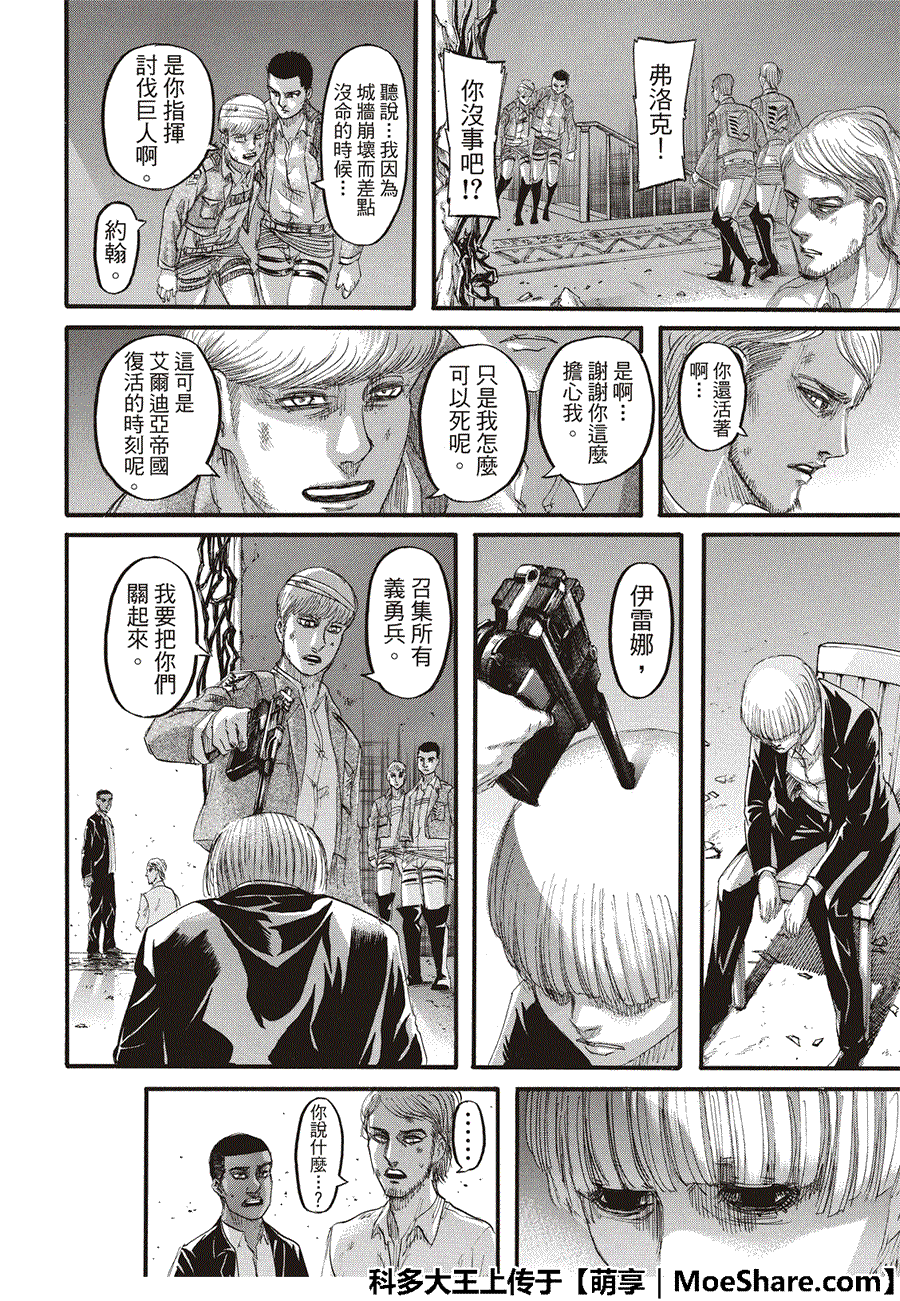 弗洛克！
你沒事吧!?
聽說…我因為
城牆崩壞而差點
沒命的時候…
是你指揮
討伐巨人啊。
約翰。
你還活著
啊…
是啊…
謝謝你這麼
擔心我。
只是我怎麼
可以死呢。
這可是
艾爾迪亞帝國
復活的時刻呢。
伊雷娜，
召集所有
義勇兵。
我要把你們
關起來。
……
你說什麼…?
科多大王上传于【萌享｜MoeShare.com】